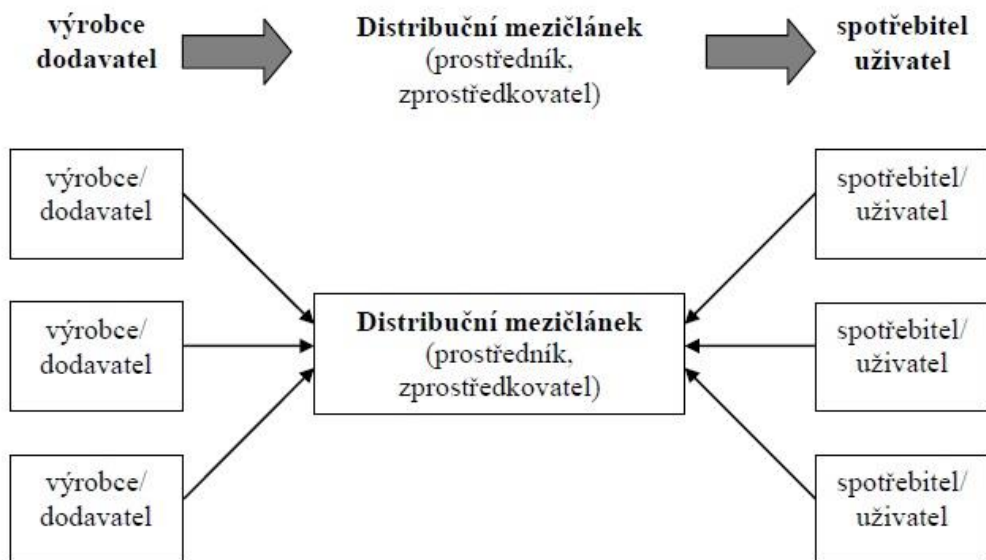 výrobce
dodavatel
Distribuční mezičlánek
(prostředník,
zprostředkovatel)
spotřebitel
uživatel
výrobce/
dodavatel
spotřebitel/
uživatel
výrobce/
dodavatel
Distribuční mezičlánek
(prostředník,
zprostředkovatel)
spotřebitel/
uživatel
výrobce/
dodavatel
spotřebitel/
uživatel